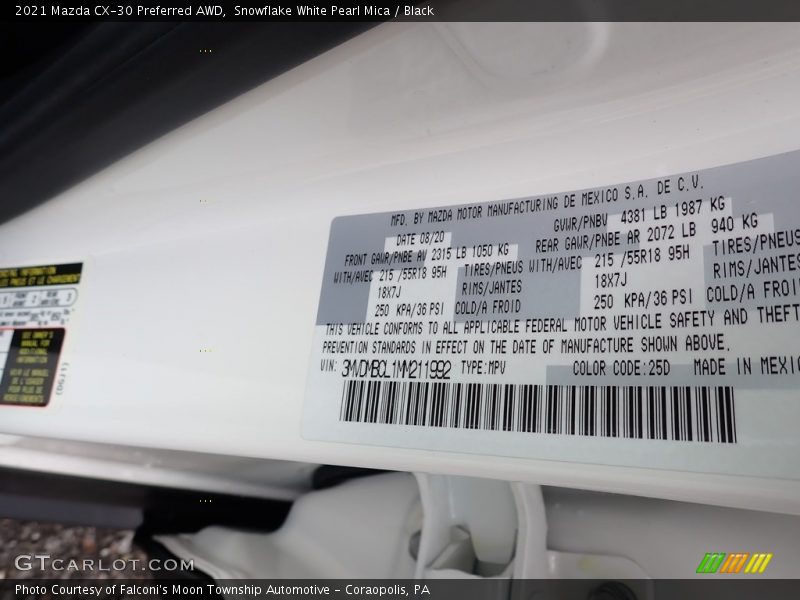 2021 Mazda CX-30 Preferred AWD, Snowflake White Pearl Mica / Black
MFD. BY MAZDA MOTOR MANUFACTURING DE MEXICO S.A. DE C.V.
DATE 08/20 GVWR/PNBV 4381 LB 1987 KG
FRONT GAWR/PNBE AV 2315 LB 1050 KG REAR GAWR/PNBE AR 2072 LB 940 KG
WITH/AVEC 215 /55R18 95H TIRES/PNEUS WITH/AVEC 215 /55R18 95H TIRES/PNEUS
18X7J RIMS/JANTES 18X7J RIMS/JANTES
250 KPA/36 PSI COLD/A FROID 250 KPA/36 PSI COLD/A FROI
THIS VEHICLE CONFORMS TO ALL APPLICABLE FEDERAL MOTOR VEHICLE SAFETY AND THEFT
PREVENTION STANDARDS IN EFFECT ON THE DATE OF MANUFACTURE SHOWN ABOVE.
VIN: 3MVDMBCL1MM211992 TYPE:MPV COLOR CODE:25D MADE IN MEXIC
SEE OWNER'S
MANUAL FOR
ADDITIONAL
INFORMATION
GTCARLOT.COM
Photo Courtesy of Falconi's Moon Township Automotive - Coraopolis, PA